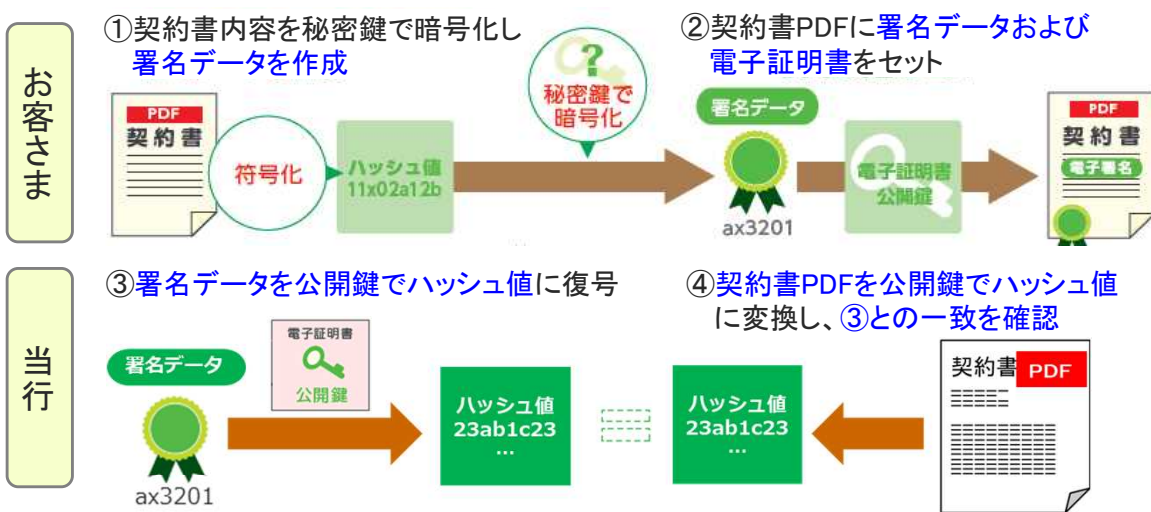 お客さま
①契約書内容を秘密鍵で暗号化し
署名データを作成
②契約書PDFに署名データおよび
電子証明書をセット
PDF
契約書
符号化
ハッシュ値
11x02a12b
?
秘密鍵で
暗号化
署名データ
ax3201
電子証明書
公開鍵
PDF
契約書
電子署名
当行
③署名データを公開鍵でハッシュ値に復号
④契約書PDFを公開鍵でハッシュ値
に変換し、③との一致を確認
署名データ
ax3201
電子証明書
公開鍵
ハッシュ値
23ab1c23
...
ハッシュ値
23ab1c23
...
契約書
PDF